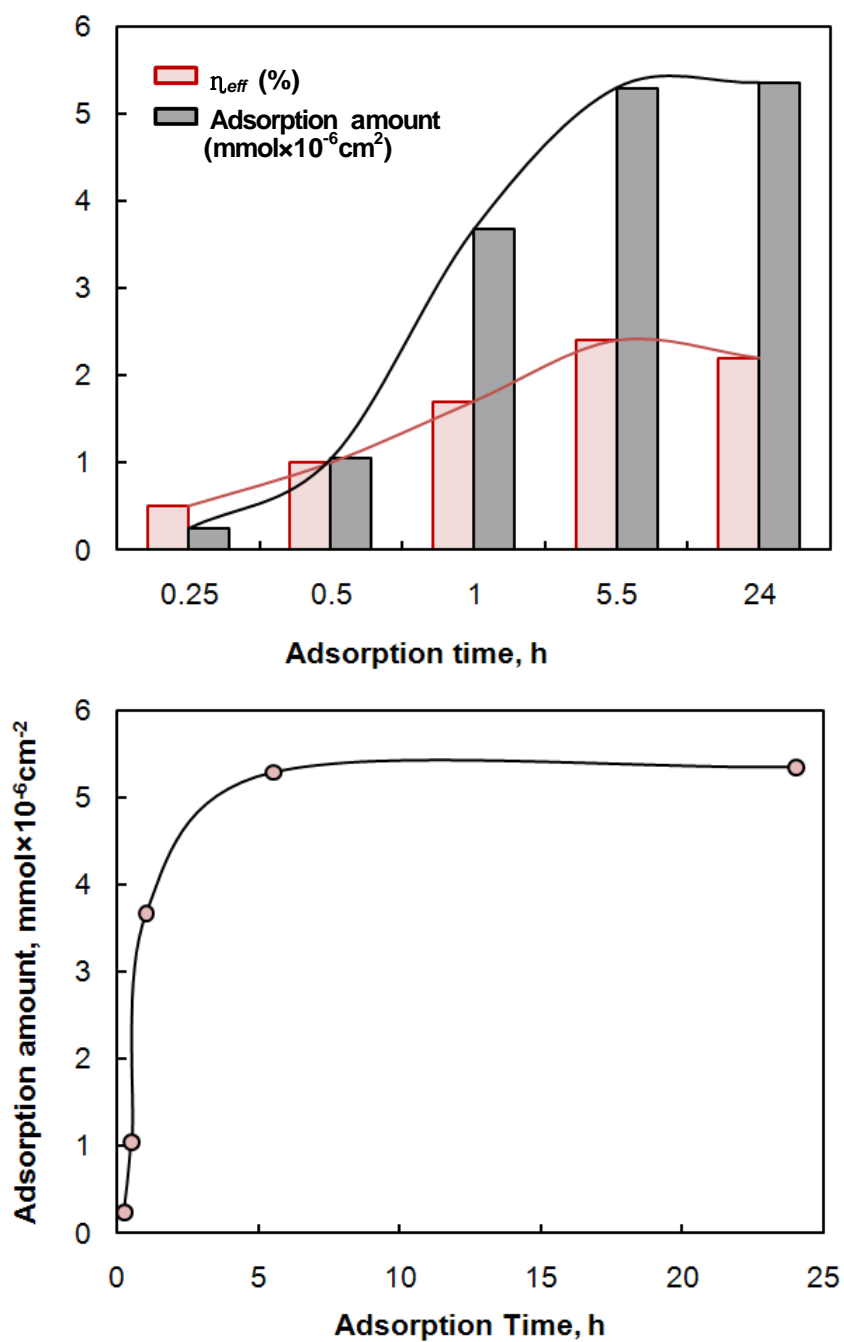 6
5
4
3
2
1
0
η_eff (%)
Adsorption amount
(mmol×10⁻⁶cm²)
0.25 0.5 1 5.5 24
Adsorption time, h
Adsorption amount, mmol×10⁻⁶cm⁻²
6
5
4
3
2
1
0
0 5 10 15 20 25
Adsorption Time, h